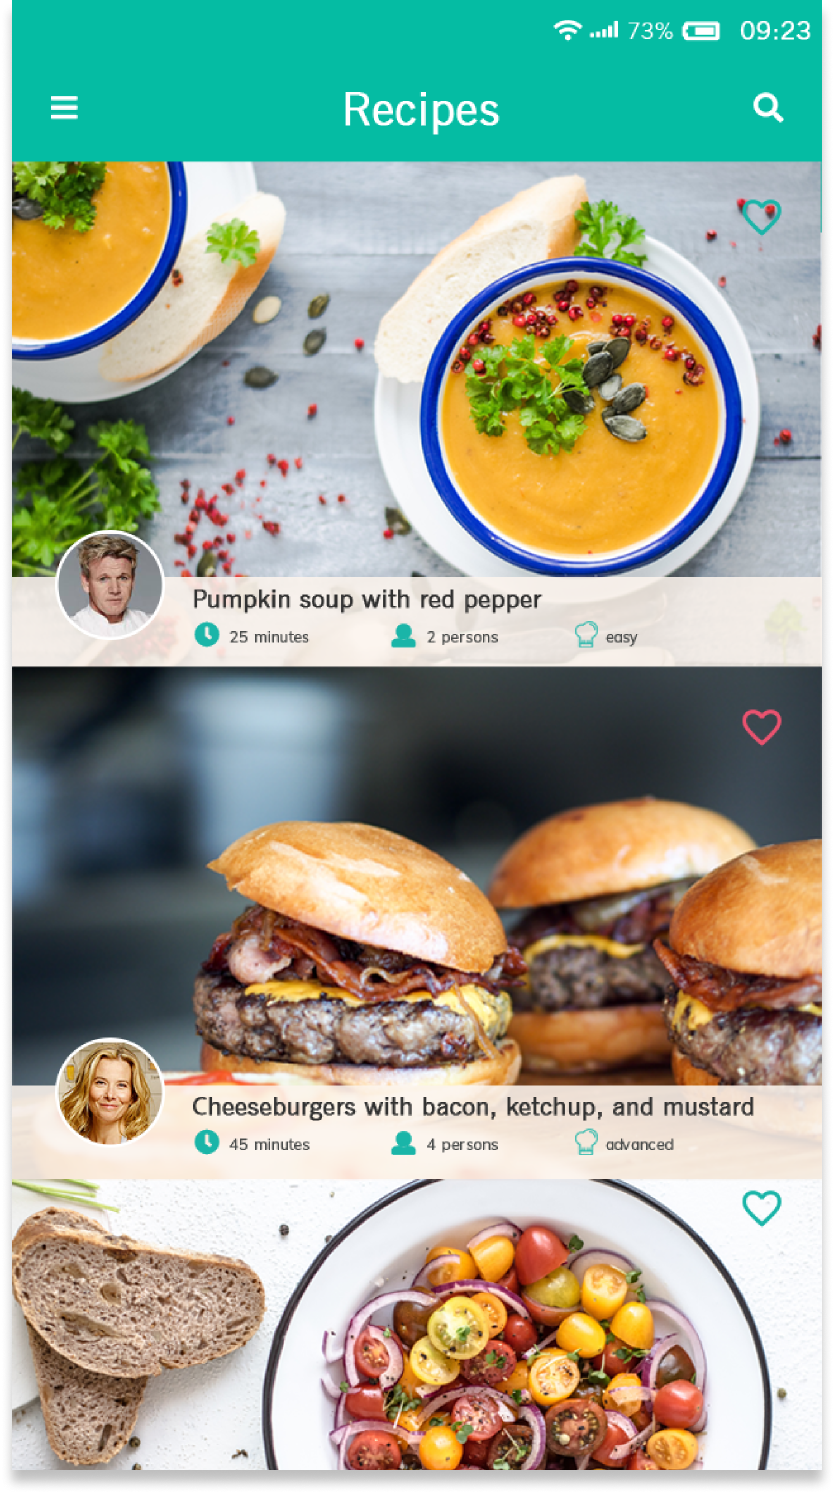 73% 09:23
Recipes
Pumpkin soup with red pepper
25 minutes 2 persons easy
Cheeseburgers with bacon, ketchup, and mustard
45 minutes 4 persons advanced